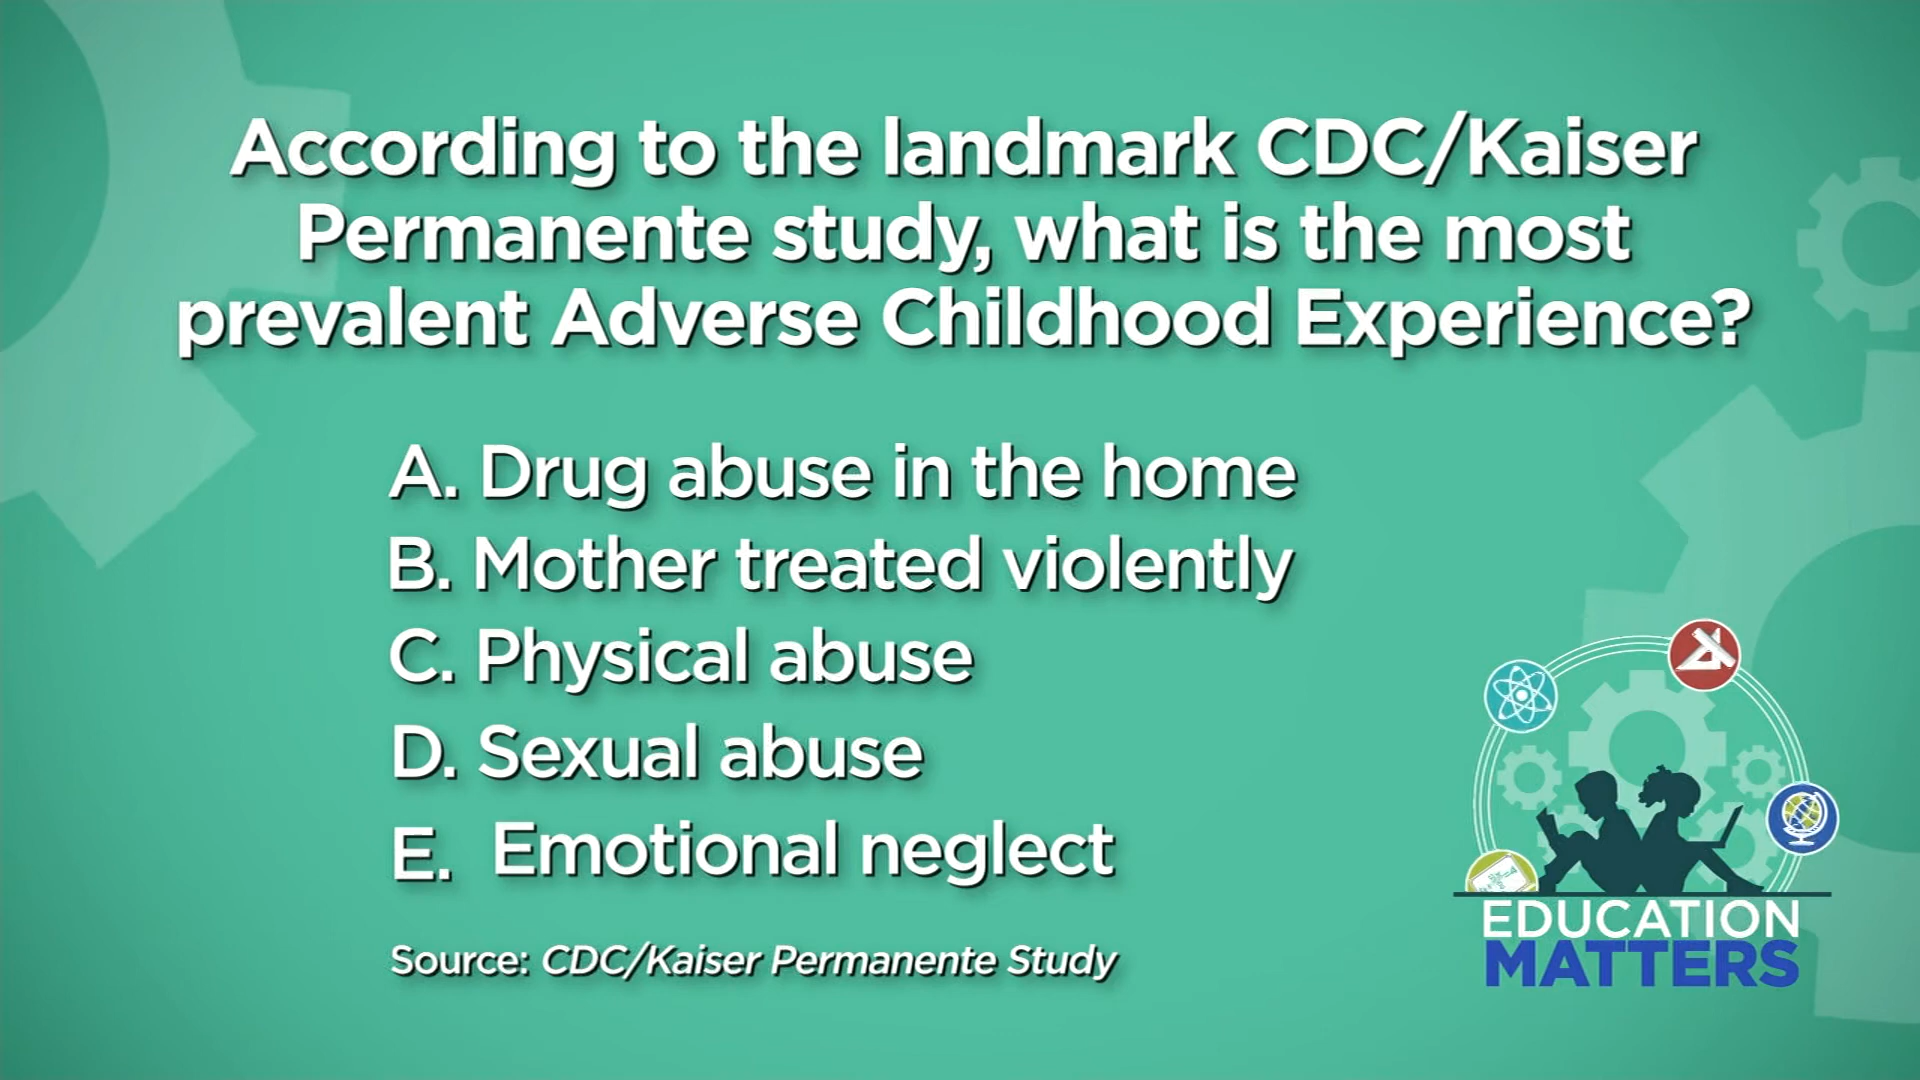 According to the landmark CDC/Kaiser
Permanente study, what is the most
prevalent Adverse Childhood Experience?
A. Drug abuse in the home
B. Mother treated violently
C. Physical abuse
D. Sexual abuse
E. Emotional neglect
Source: CDC/Kaiser Permanente Study
EDUCATION
MATTERS